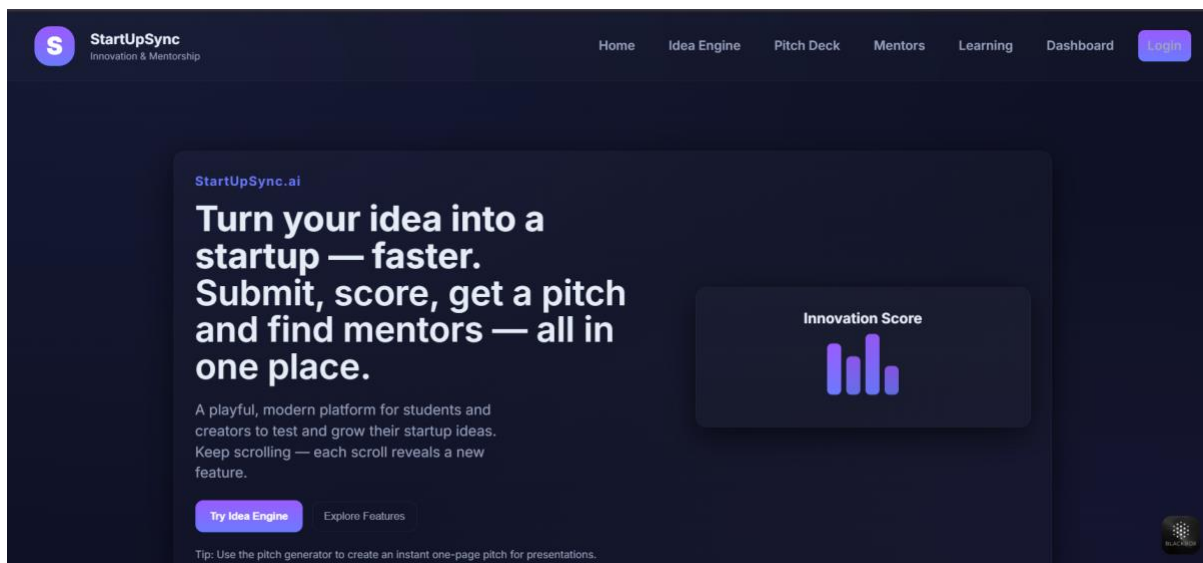 S
StartUpSync
Innovation & Mentorship
Home
Idea Engine
Pitch Deck
Mentors
Learning
Dashboard
Login
StartUpSync.ai
Turn your idea into a
startup — faster.
Submit, score, get a pitch
and find mentors — all in
one place.
A playful, modern platform for students and
creators to test and grow their startup ideas.
Keep scrolling — each scroll reveals a new
feature.
Try Idea Engine
Explore Features
Tip: Use the pitch generator to create an instant one-page pitch for presentations.
Innovation Score
BLACKBOX